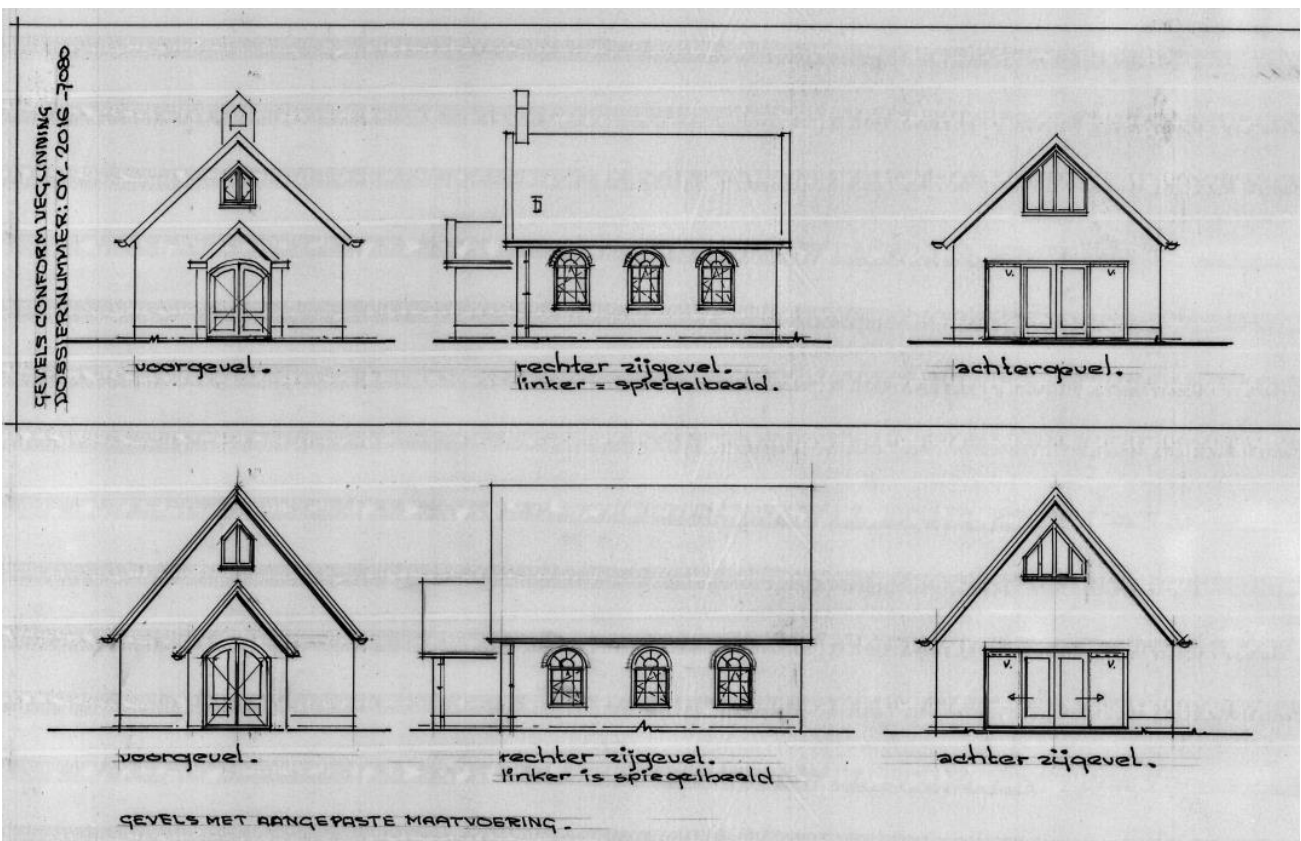 GEVELS CONFORM VERGUNNING
DOSSIERNUMMER: OV-2016-7080
voorgevel.
rechter zijgevel.
linker = spiegelbeeld.
v.
v.
achtergevel.
voorgevel.
rechter zijgevel.
linker is spiegelbeeld
v.
v.
achter zijgevel.
GEVELS MET AANGEPASTE MAATVOERING.